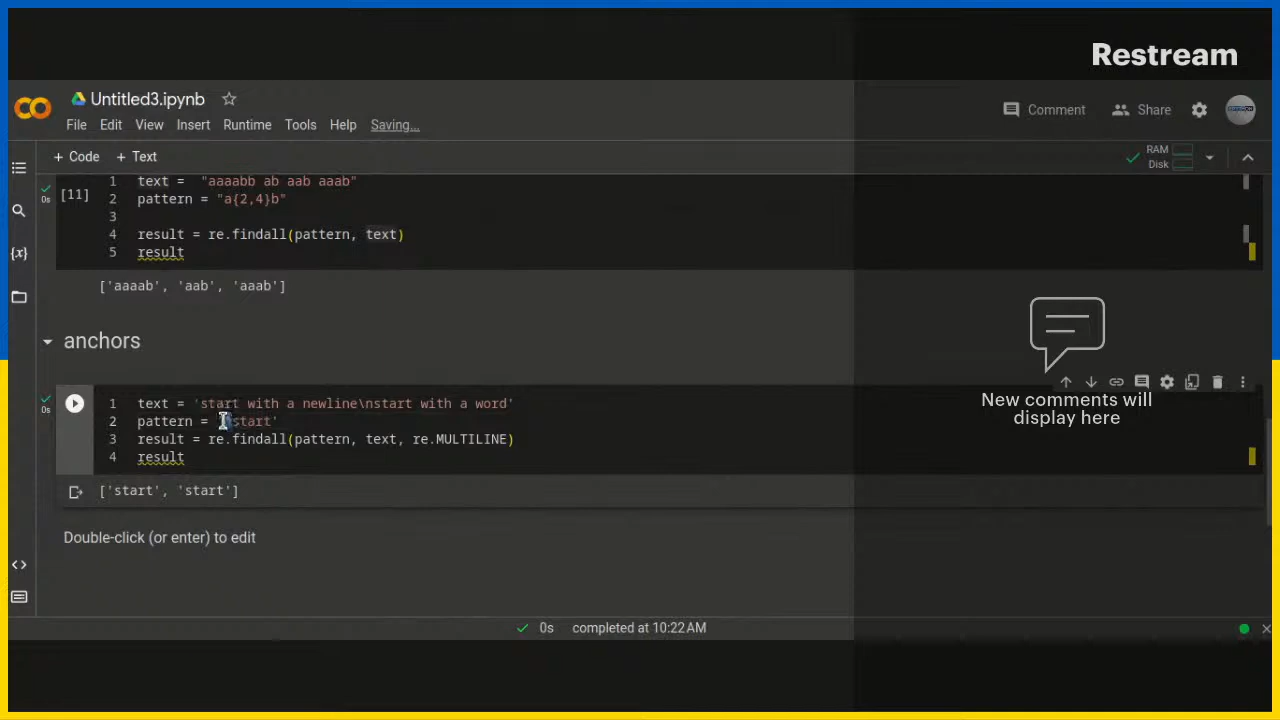 Restream
Untitled3.ipynb
File Edit View Insert Runtime Tools Help Saving...
Comment Share
+ Code + Text
RAM
Disk
[11]
0s
1 text = "aaaabb ab aab aaab"
2 pattern = "a{2,4}b"
3
4 result = re.findall(pattern, text)
5 result
['aaaab', 'aab', 'aaab']
anchors
0s
1 text = 'start with a newline\nstart with a word'
2 pattern = start'
3 result = re.findall(pattern, text, re.MULTILINE)
4 result
['start', 'start']
Double-click (or enter) to edit
New comments will
display here
0s completed at 10:22 AM
{x}